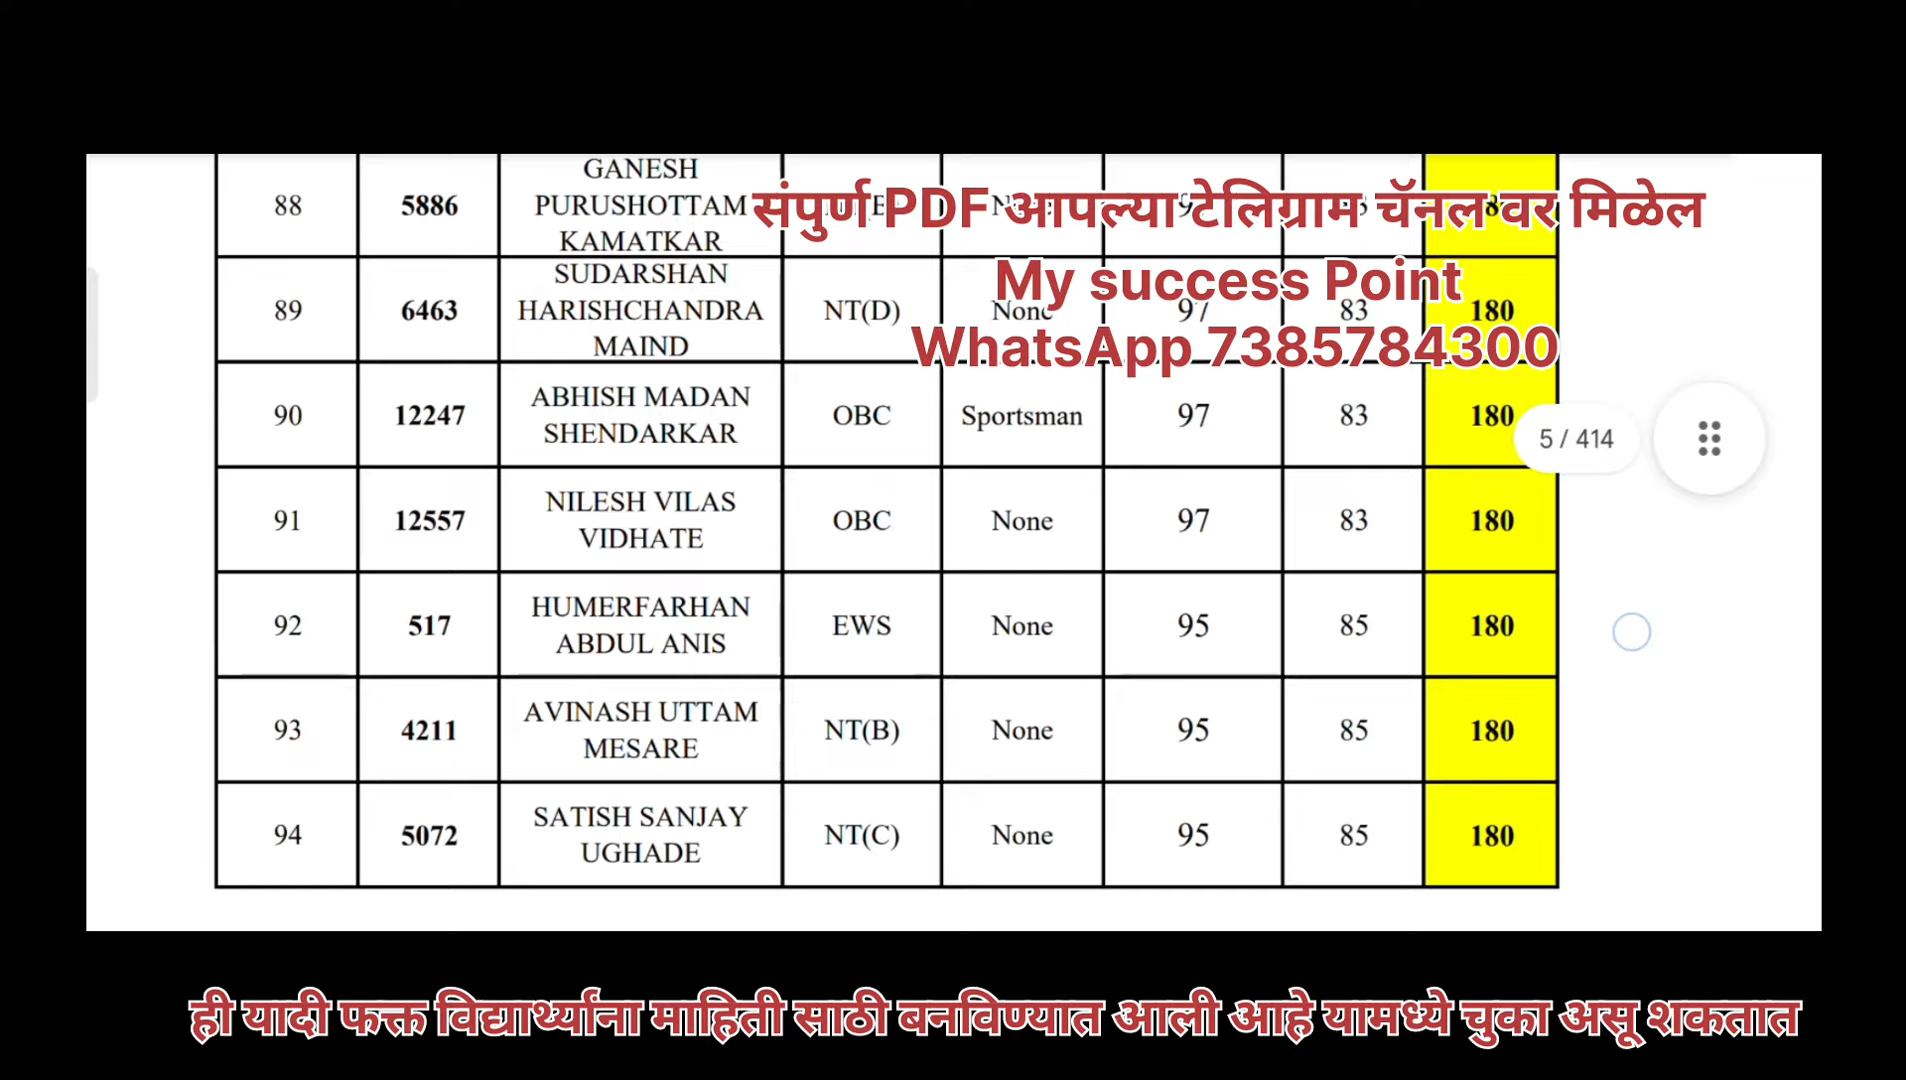 संपुर्ण PDF आपल्या टेलिग्राम चॅनल वर मिळेल
My success Point
WhatsApp 7385784300
88 5886 GANESH PURUSHOTTAM KAMATKAR
89 6463 SUDARSHAN HARISHCHANDRA MAIND NT(D) None 97 83 180
90 12247 ABHISH MADAN SHENDARKAR OBC Sportsman 97 83 180
91 12557 NILESH VILAS VIDHATE OBC None 97 83 180
92 517 HUMERFARHAN ABDUL ANIS EWS None 95 85 180
93 4211 AVINASH UTTAM MESARE NT(B) None 95 85 180
94 5072 SATISH SANJAY UGHADE NT(C) None 95 85 180
5 / 414
ही यादी फक्त विद्यार्थ्यांना माहिती साठी बनविण्यात आली आहे यामध्ये चुका असू शकतात